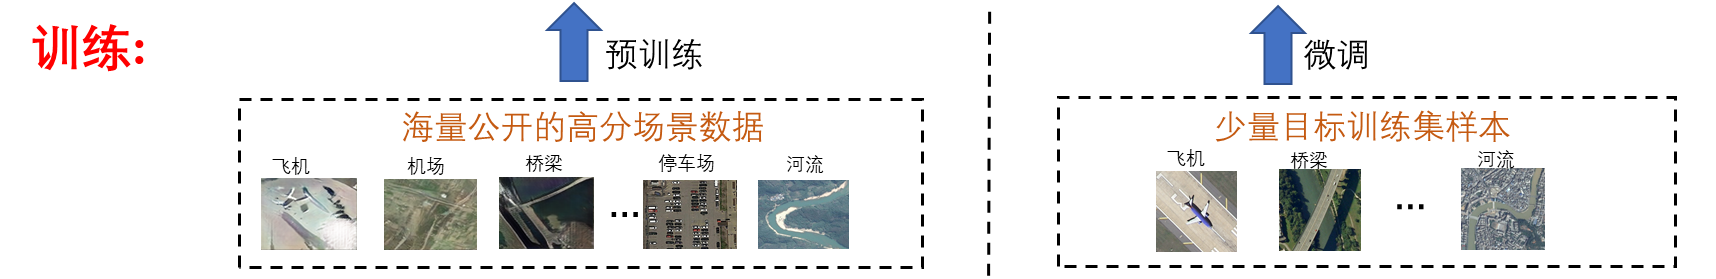 训练:
预训练
海量公开的高分场景数据
飞机
机场
桥梁
...
停车场
河流
微调
少量目标训练集样本
飞机
桥梁
...
河流